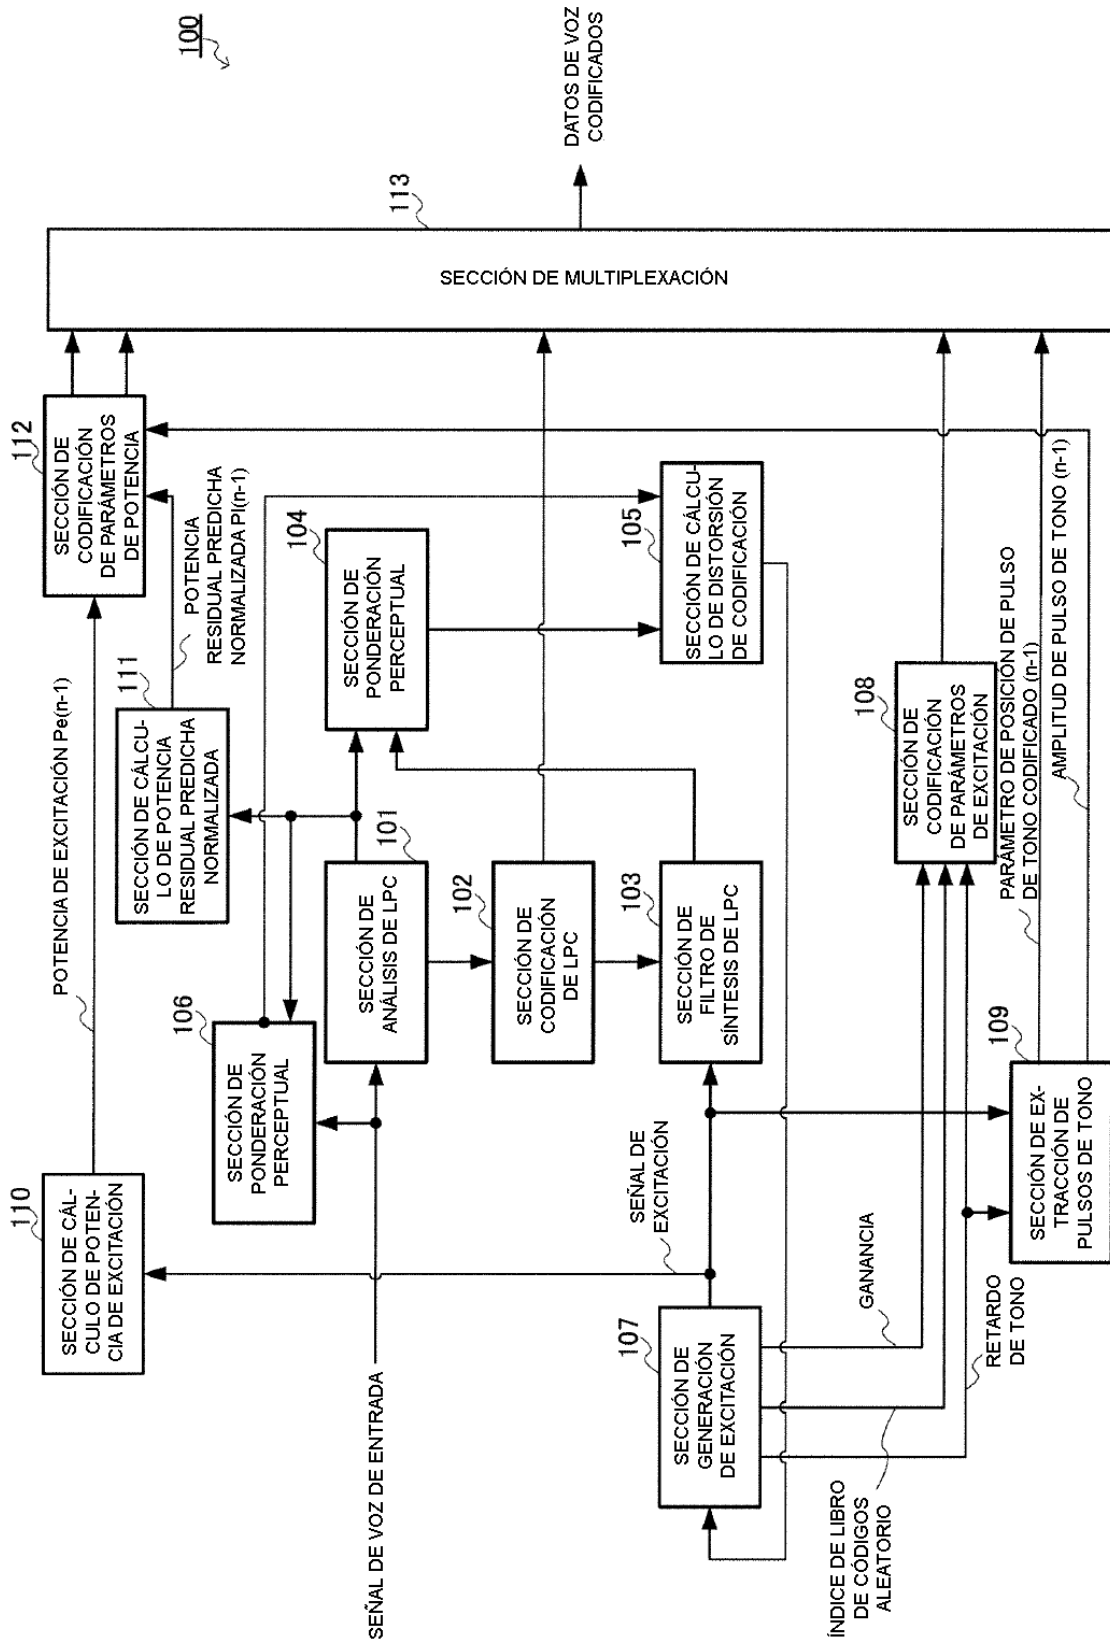 100
110
SECCIÓN DE CÁL-
CULO DE POTEN-
CIA DE EXCITACIÓN
POTENCIA DE EXCITACIÓN Pe(n-1)
112
SECCIÓN DE
CODIFICACIÓN
DE PARÁMETROS
DE POTENCIA
111
SECCIÓN DE CÁLCU-
LO DE POTENCIA
RESIDUAL PREDICHA
NORMALIZADA
POTENCIA
RESIDUAL PREDICHA
NORMALIZADA Pl(n-1)
106
SECCIÓN DE
PONDERACIÓN
PERCEPTUAL
SEÑAL DE VOZ DE ENTRADA
101
SECCIÓN DE
ANÁLISIS DE LPC
104
SECCIÓN DE
PONDERACIÓN
PERCEPTUAL
102
SECCIÓN DE
CODIFICACIÓN
DE LPC
113
SECCIÓN DE MULTIPLEXACIÓN
DATOS DE VOZ
CODIFICADOS
107
SECCIÓN DE
GENERACIÓN
DE EXCITACIÓN
SEÑAL DE
EXCITACIÓN
103
SECCIÓN DE
FILTRO DE
SÍNTESIS DE LPC
105
SECCIÓN DE CÁLCU-
LO DE DISTORSIÓN
DE CODIFICACIÓN
ÍNDICE DE LIBRO
DE CÓDIGOS
ALEATORIO
GANANCIA
RETARDO
DE TONO
108
SECCIÓN DE
CODIFICACIÓN
DE PARÁMETROS
DE EXCITACIÓN
109
SECCIÓN DE EX-
TRACCIÓN DE
PULSOS DE TONO
PARÁMETRO DE POSICIÓN DE PULSO
DE TONO CODIFICADO (n-1)
AMPLITUD DE PULSO DE TONO (n-1)